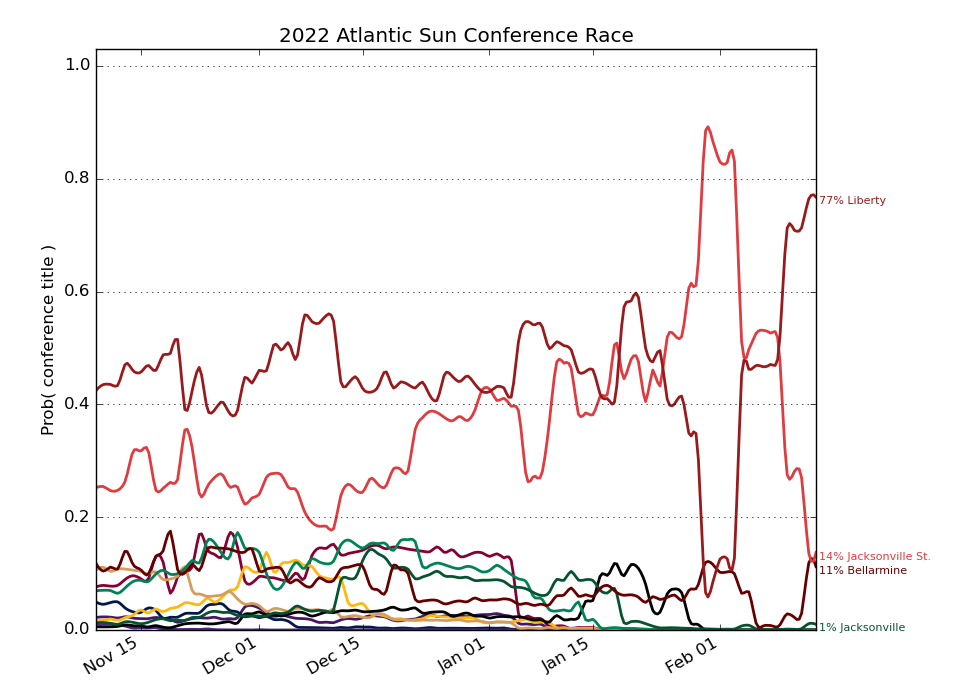 2022 Atlantic Sun Conference Race
Prob( conference title )
1.0
0.8
0.6
0.4
0.2
0.0
77% Liberty
14% Jacksonville St.
11% Bellarmine
1% Jacksonville
Nov 15
Dec 01
Dec 15
Jan 01
Jan 15
Feb 01